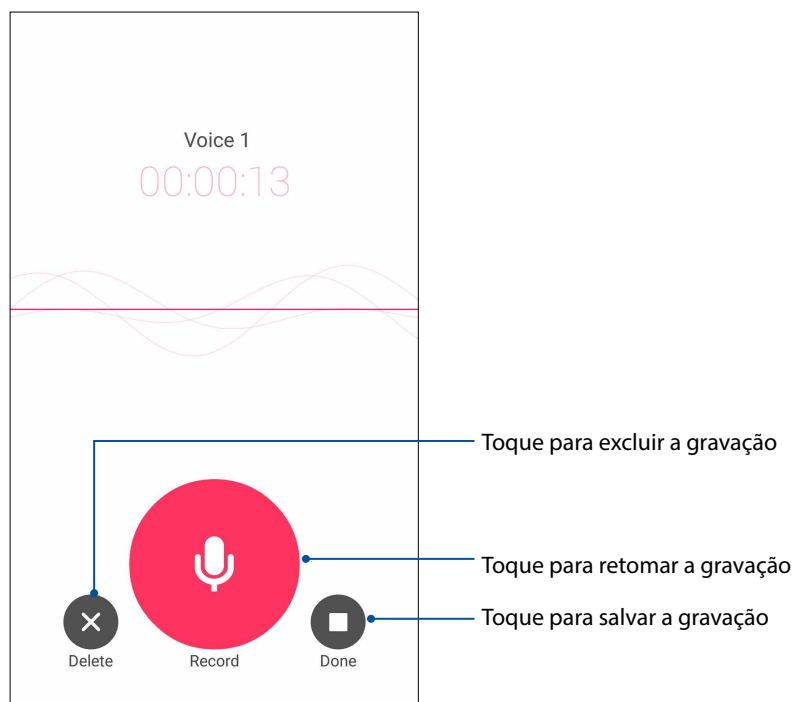 Voice 1
00:00:13
Toque para excluir a gravação
Toque para retomar a gravação
Toque para salvar a gravação
Delete
Record
Done